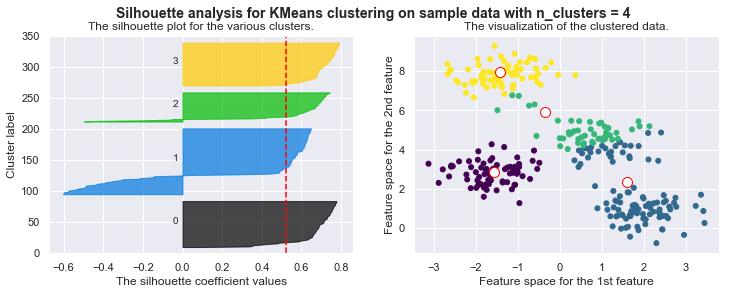 Silhouette analysis for KMeans clustering on sample data with n_clusters = 4
The silhouette plot for the various clusters.
350
300
250
200
150
100
50
0
Cluster label
3
2
1
0
−0.6 −0.4 −0.2 0.0 0.2 0.4 0.6 0.8
The silhouette coefficient values
The visualization of the clustered data.
8
6
4
2
0
Feature space for the 2nd feature
−3 −2 −1 0 1 2 3
Feature space for the 1st feature